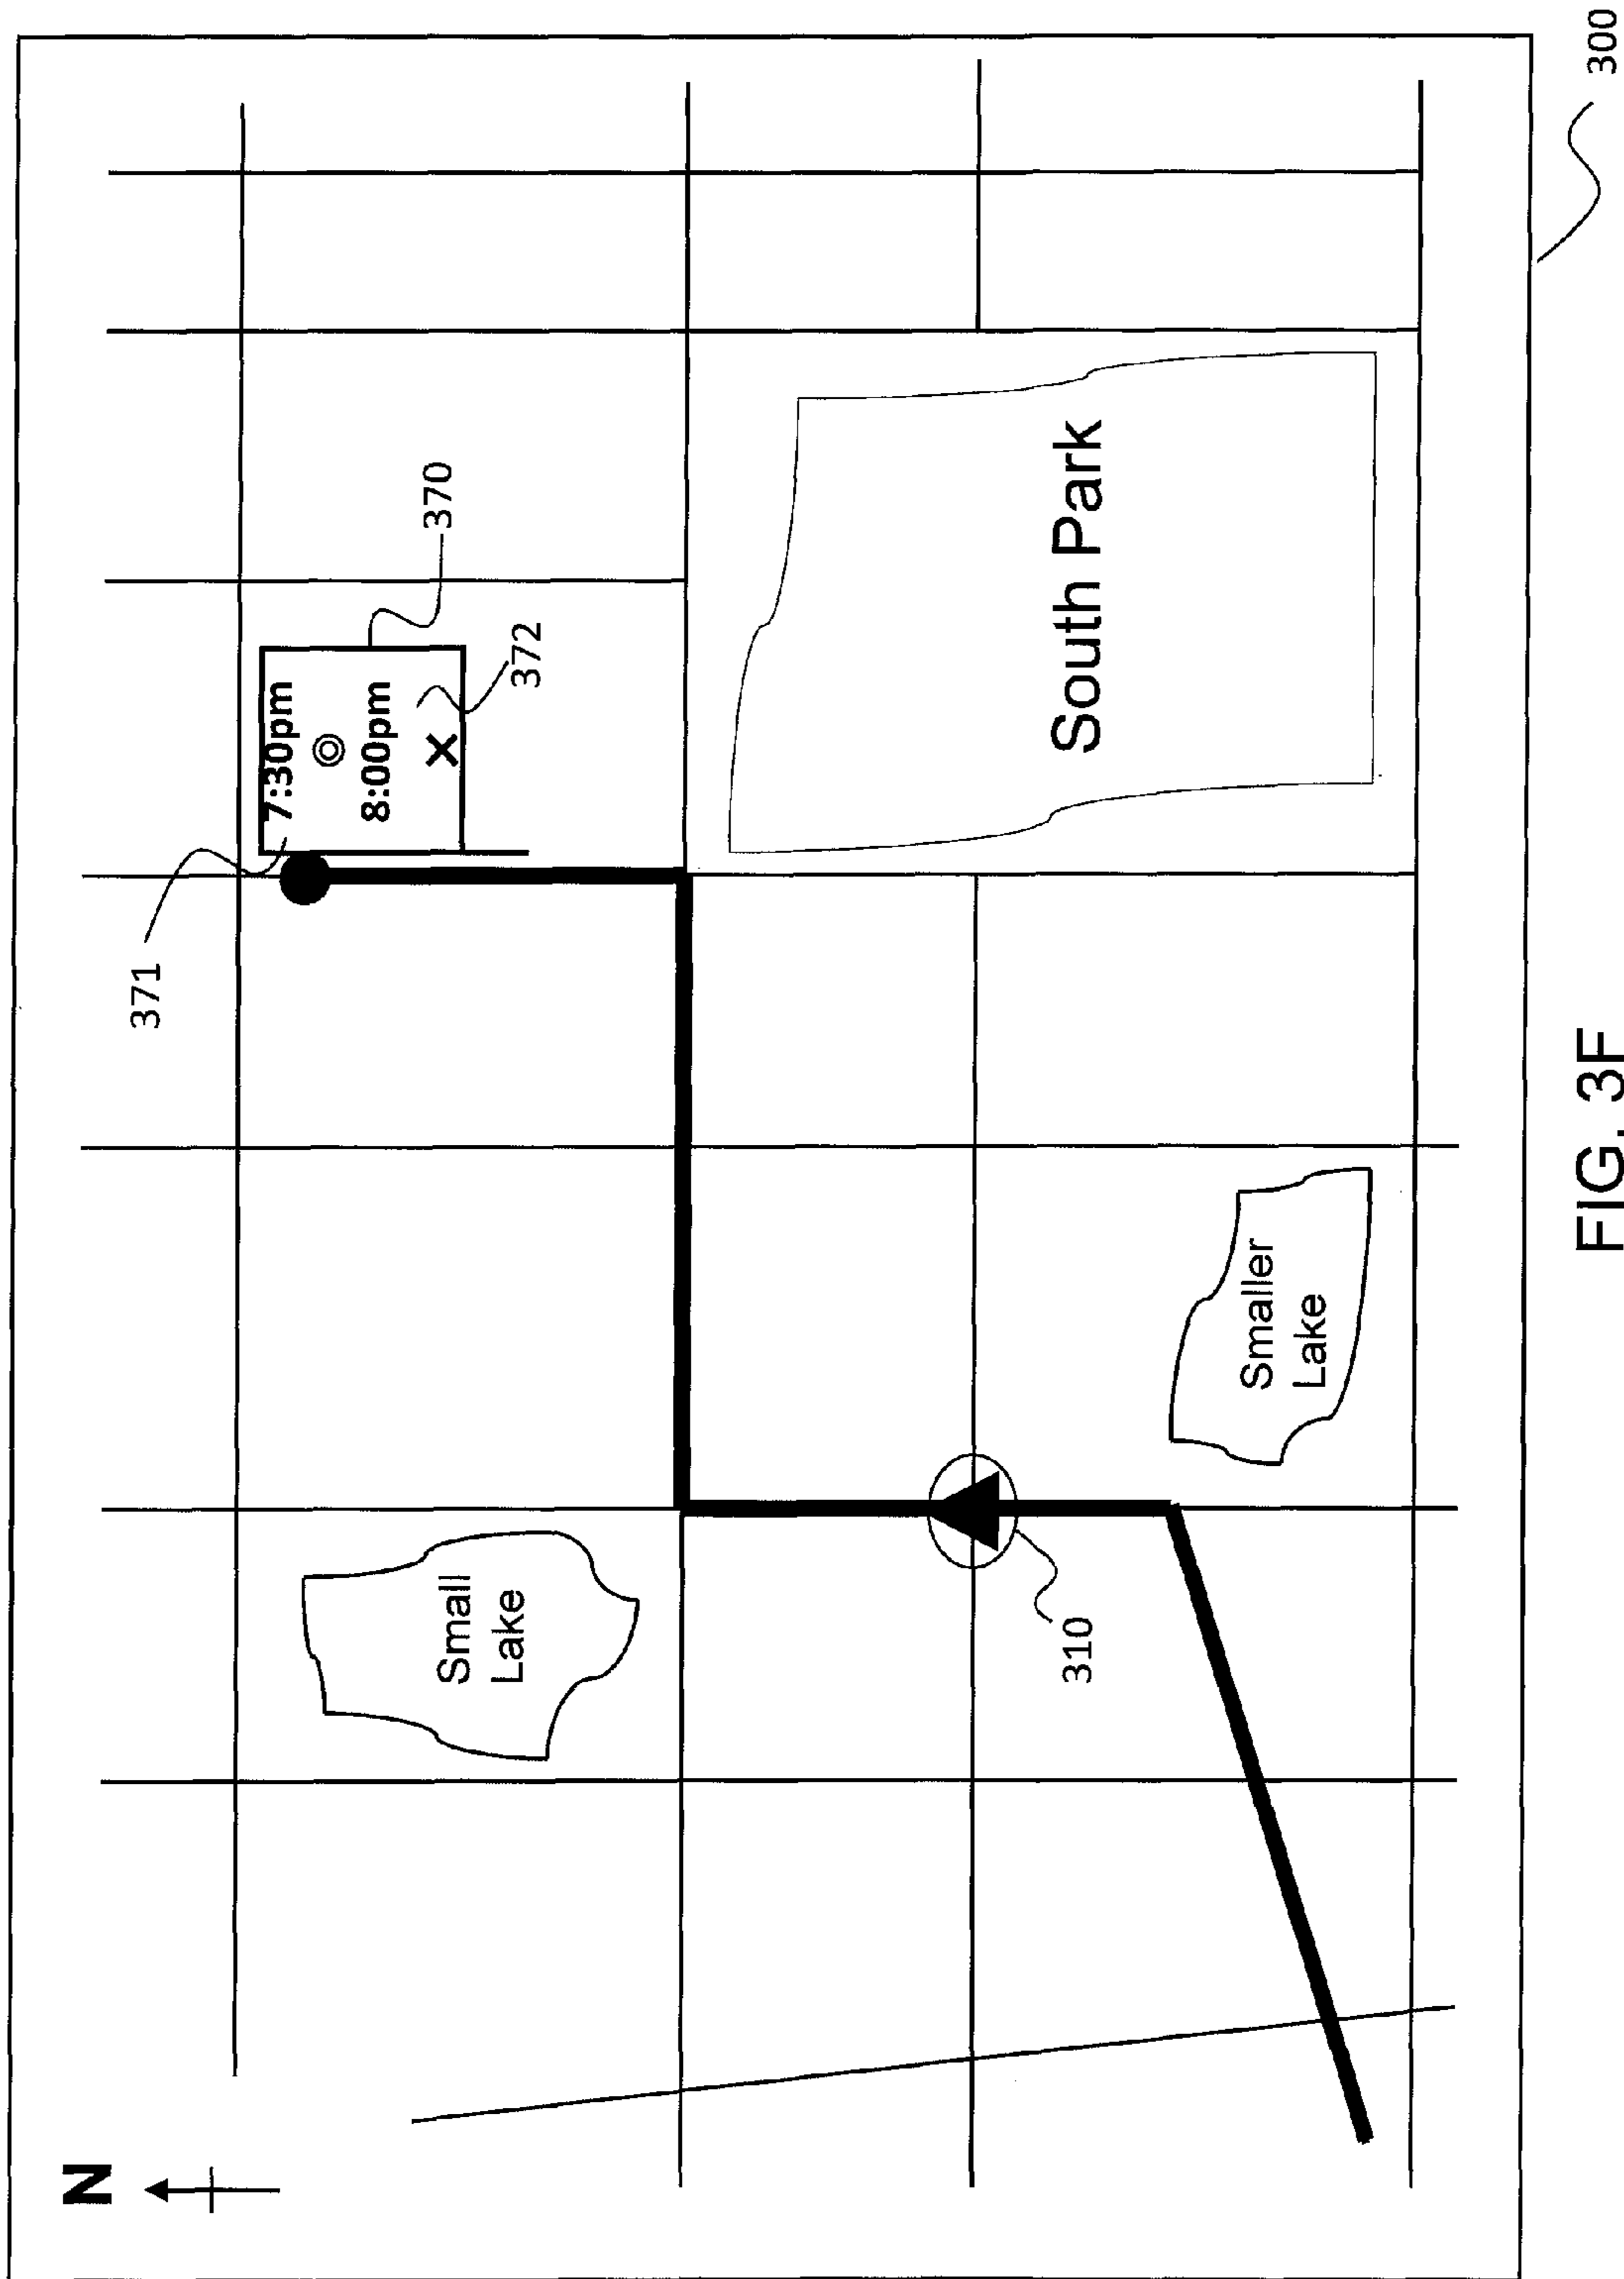 N
371
7:30pm
8:00pm
X
370
372
Small
Lake
South Park
310
Smaller
Lake
300
FIG. 3F